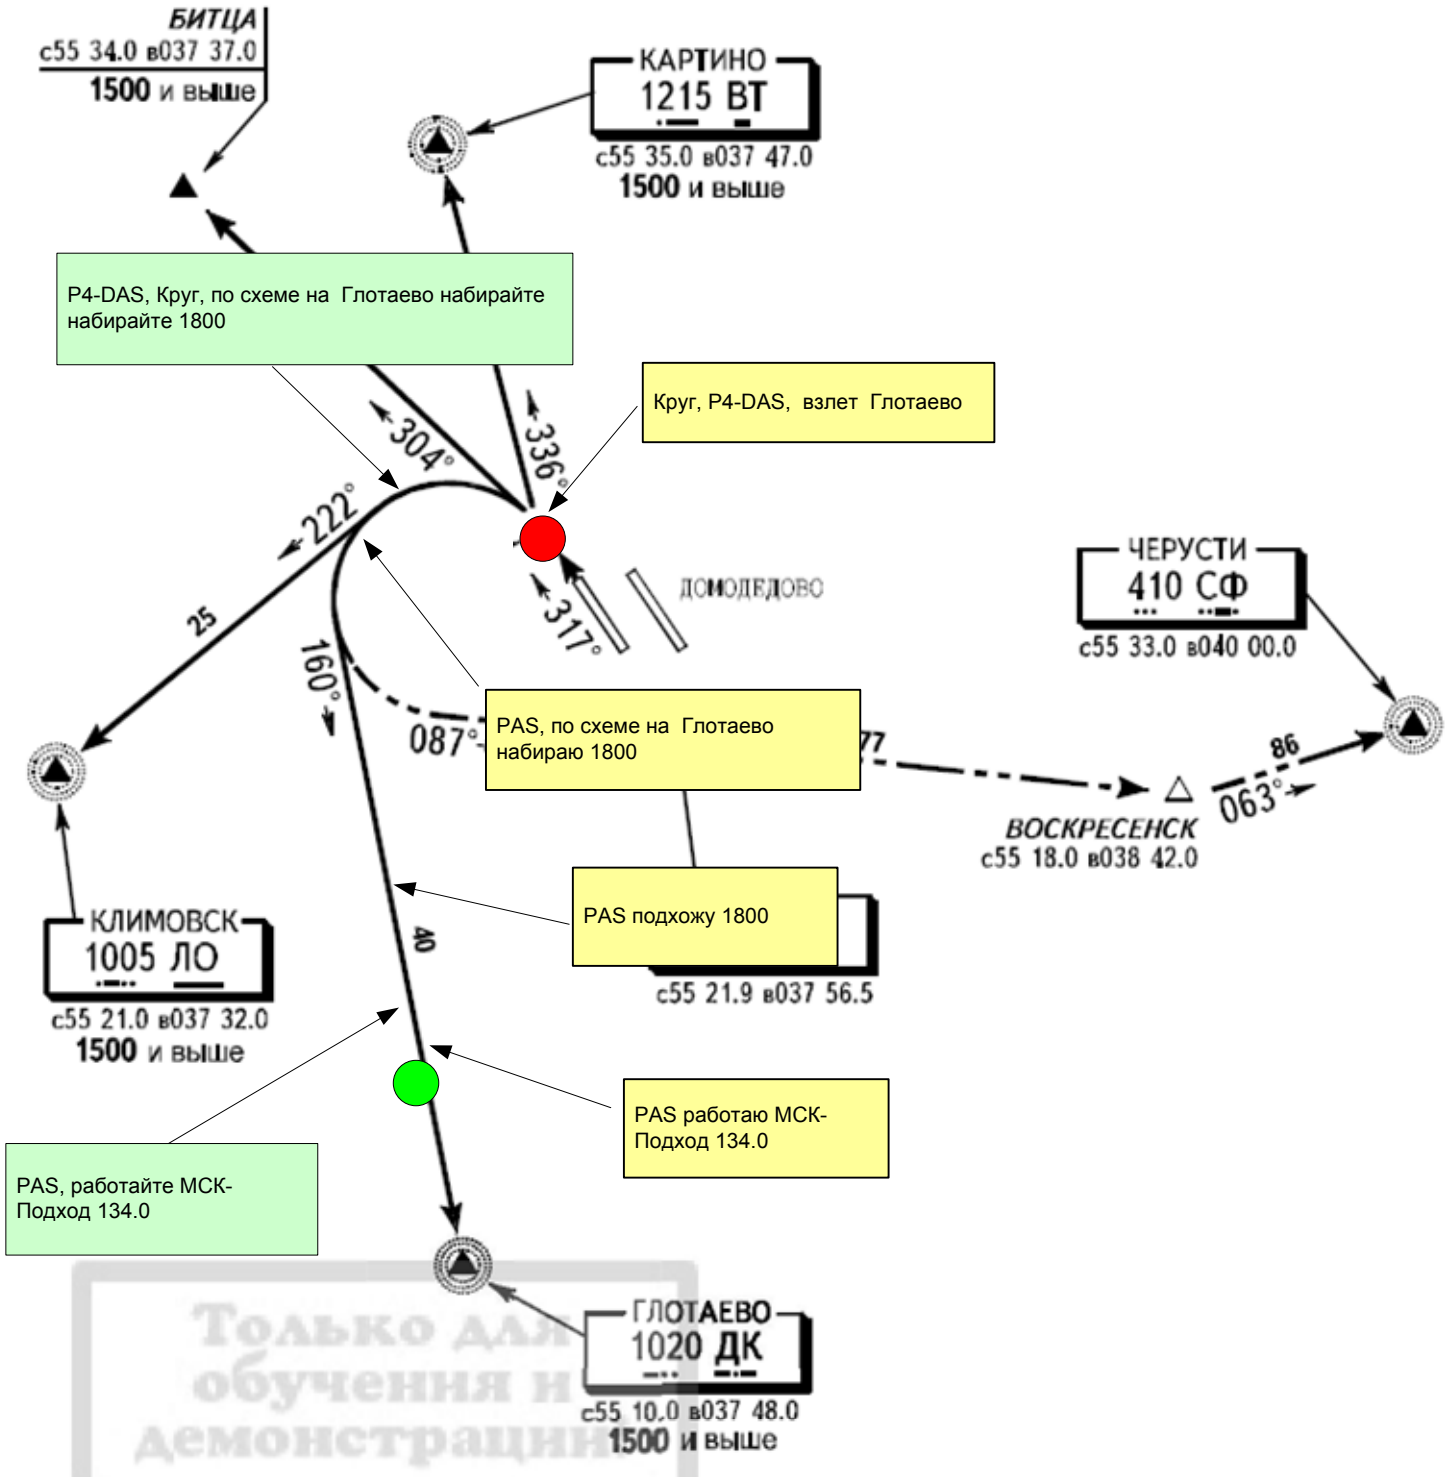 БИТЦА
с55 34.0 в037 37.0
1500 и выше
КАРТИНО
1215 ВТ
с55 35.0 в037 47.0
1500 и выше
P4-DAS, Круг, по схеме на Глотаево набирайте
набирайте 1800
Круг, P4-DAS, взлет Глотаево
304°
336°
222°
317°
ДОМОДЕДОВО
ЧЕРУСТИ
410 СФ
с55 33.0 в040 00.0
25
160°
087°
PAS, по схеме на Глотаево
набираю 1800
77
86
063°
ВОСКРЕСЕНСК
с55 18.0 в038 42.0
КЛИМОВСК
1005 ЛО
с55 21.0 в037 32.0
1500 и выше
40
PAS подхожу 1800
с55 21.9 в037 56.5
PAS работаю МСК-
Подход 134.0
PAS, работайте МСК-
Подход 134.0
Только для
обучения и
демонстрации
ГЛОТАЕВО
1020 ДК
с55 10.0 в037 48.0
1500 и выше